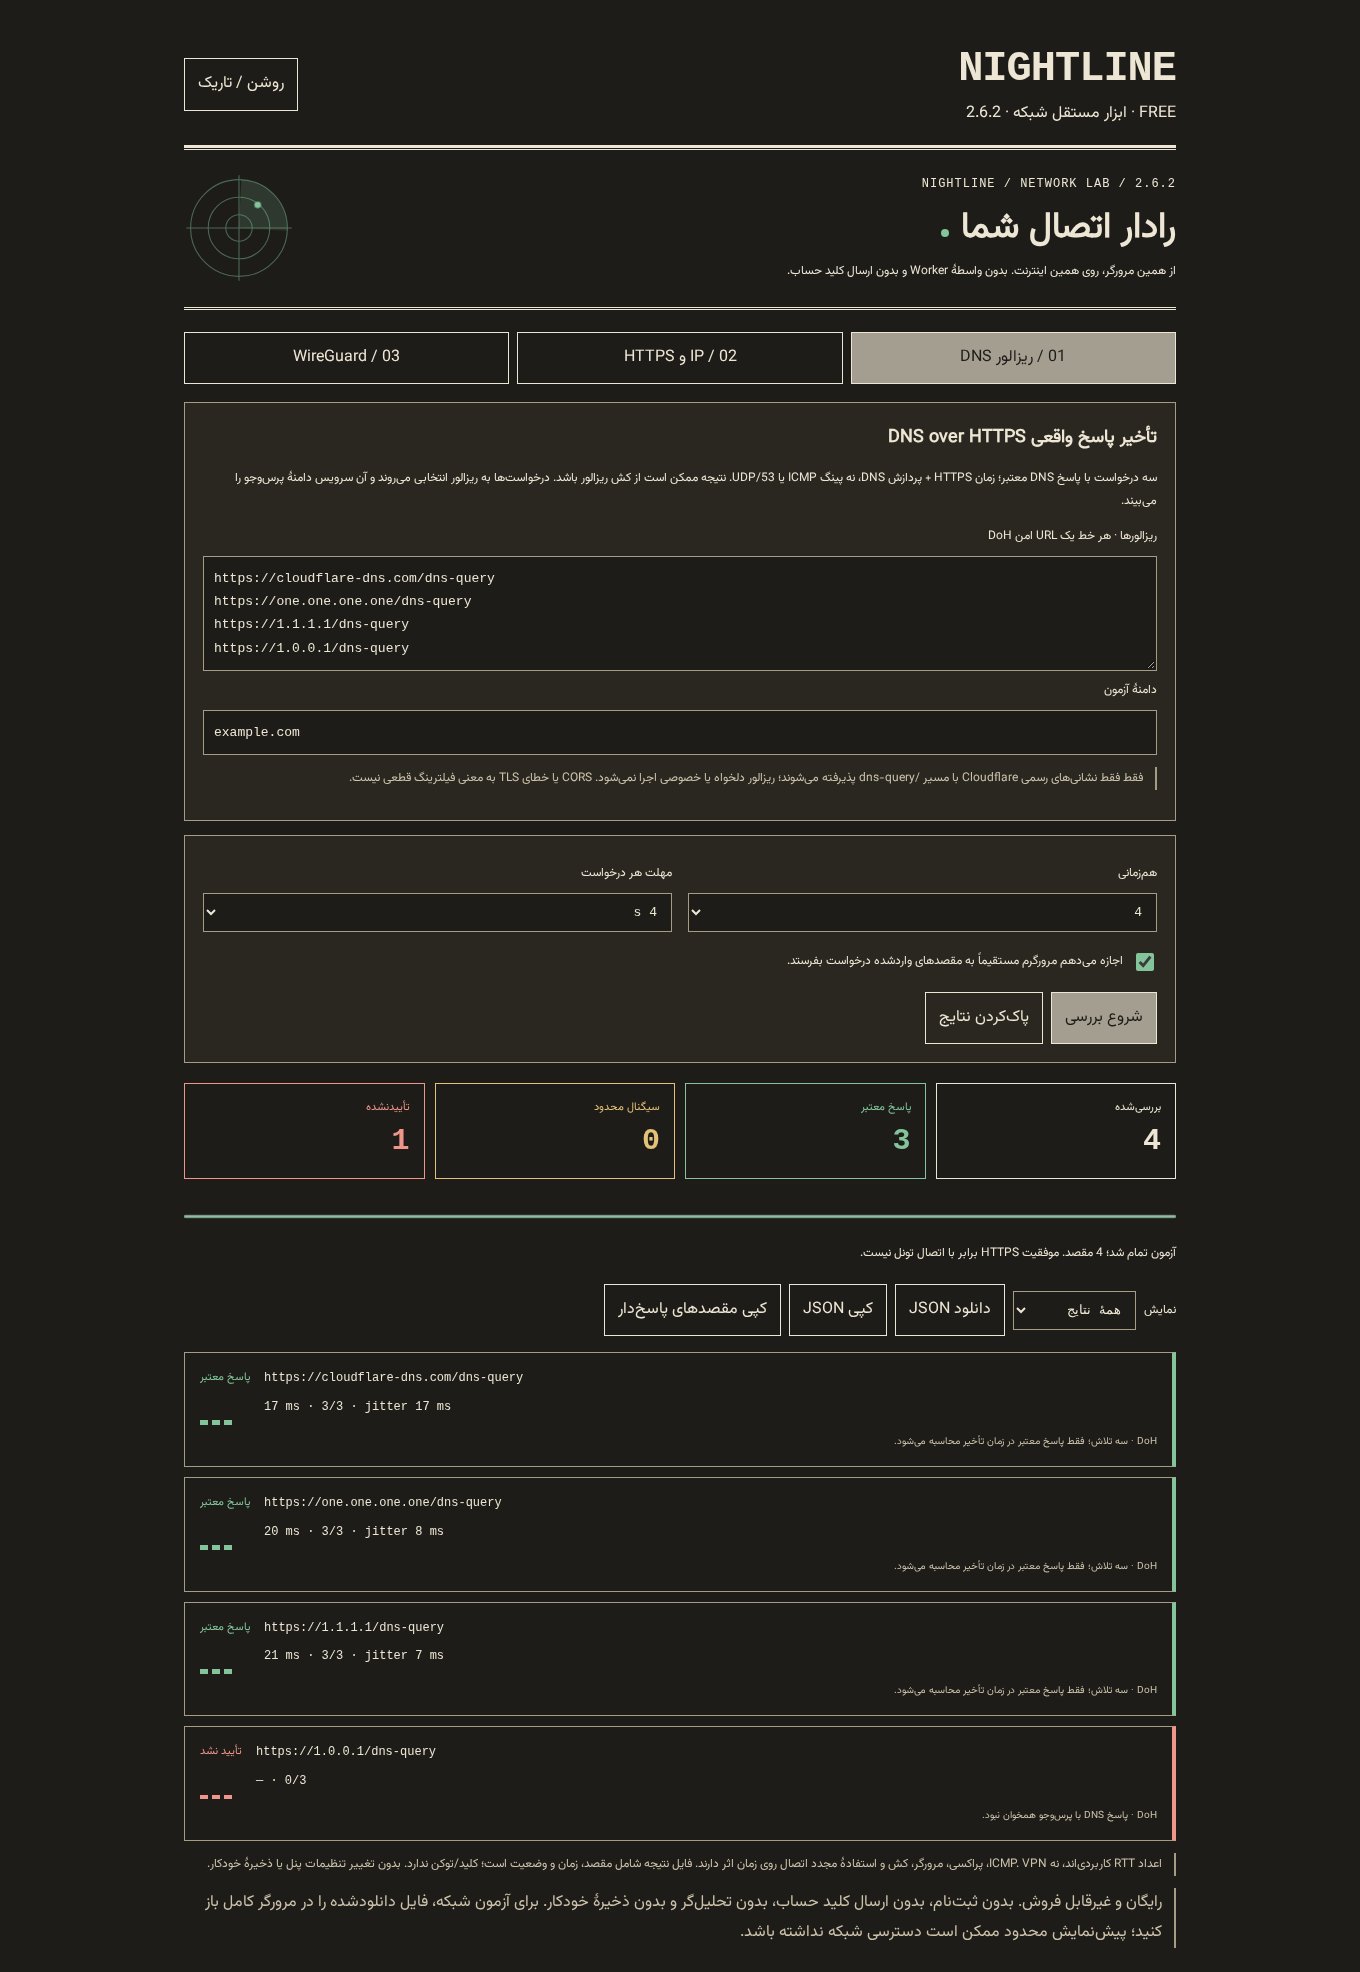 NIGHTLINE
FREE · ابزار مستقل شبکه · 2.6.2
روشن / تاریک
NIGHTLINE / NETWORK LAB / 2.6.2
رادار اتصال شما .
از همین مرورگر، روی همین اینترنت. بدون واسطهٔ Worker و بدون ارسال کلید حساب.
01 / ریزالور DNS
02 / IP و HTTPS
03 / WireGuard
تأخیر پاسخ واقعی DNS over HTTPS
سه درخواست با پاسخ DNS معتبر؛ زمان HTTPS + پردازش DNS، نه پینگ ICMP یا UDP/53. نتیجه ممکن است از کش ریزالور باشد. درخواست‌ها به ریزالور انتخابی می‌روند و آن سرویس دامنهٔ پرس‌وجو را
می‌بیند.
ریزالورها · هر خط یک URL امن DoH
https://cloudflare-dns.com/dns-query
https://one.one.one.one/dns-query
https://1.1.1.1/dns-query
https://1.0.0.1/dns-query
دامنهٔ آزمون
example.com
فقط فقط نشانی‌های رسمی Cloudflare با مسیر /dns-query پذیرفته می‌شوند؛ ریزالور دلخواه یا خصوصی اجرا نمی‌شود. CORS یا خطای TLS به معنی فیلترینگ قطعی نیست.
هم‌زمانی
مهلت هر درخواست
4
4 s
اجازه می‌دهم مرورگرم مستقیماً به مقصدهای واردشده درخواست بفرستد.
شروع بررسی
پاک‌کردن نتایج
بررسی‌شده
4
پاسخ معتبر
3
سیگنال محدود
0
تأییدنشده
1
آزمون تمام شد؛ 4 مقصد. موفقیت HTTPS برابر با اتصال تونل نیست.
نمایش
همهٔ نتایج
دانلود JSON
کپی JSON
کپی مقصدهای پاسخ‌دار
https://cloudflare-dns.com/dns-query
پاسخ معتبر
17 ms · 3/3 · jitter 17 ms
DoH · سه تلاش؛ فقط پاسخ معتبر در زمان تأخیر محاسبه می‌شود.
https://one.one.one.one/dns-query
پاسخ معتبر
20 ms · 3/3 · jitter 8 ms
DoH · سه تلاش؛ فقط پاسخ معتبر در زمان تأخیر محاسبه می‌شود.
https://1.1.1.1/dns-query
پاسخ معتبر
21 ms · 3/3 · jitter 7 ms
DoH · سه تلاش؛ فقط پاسخ معتبر در زمان تأخیر محاسبه می‌شود.
https://1.0.0.1/dns-query
تأیید نشد
— · 0/3
DoH · پاسخ DNS با پرس‌وجو همخوان نبود.
اعداد RTT کاربردی‌اند، نه ICMP. VPN، پراکسی، مرورگر، کش و استفادهٔ مجدد اتصال روی زمان اثر دارند. فایل نتیجه شامل مقصد، زمان و وضعیت است؛ کلید/توکن ندارد. بدون تغییر تنظیمات پنل یا ذخیرهٔ خودکار.
رایگان و غیرقابل فروش. بدون ثبت‌نام، بدون ارسال کلید حساب، بدون تحلیل‌گر و بدون ذخیرهٔ خودکار. برای آزمون شبکه، فایل دانلودشده را در مرورگر کامل باز
کنید؛ پیش‌نمایش محدود ممکن است دسترسی شبکه نداشته باشد.